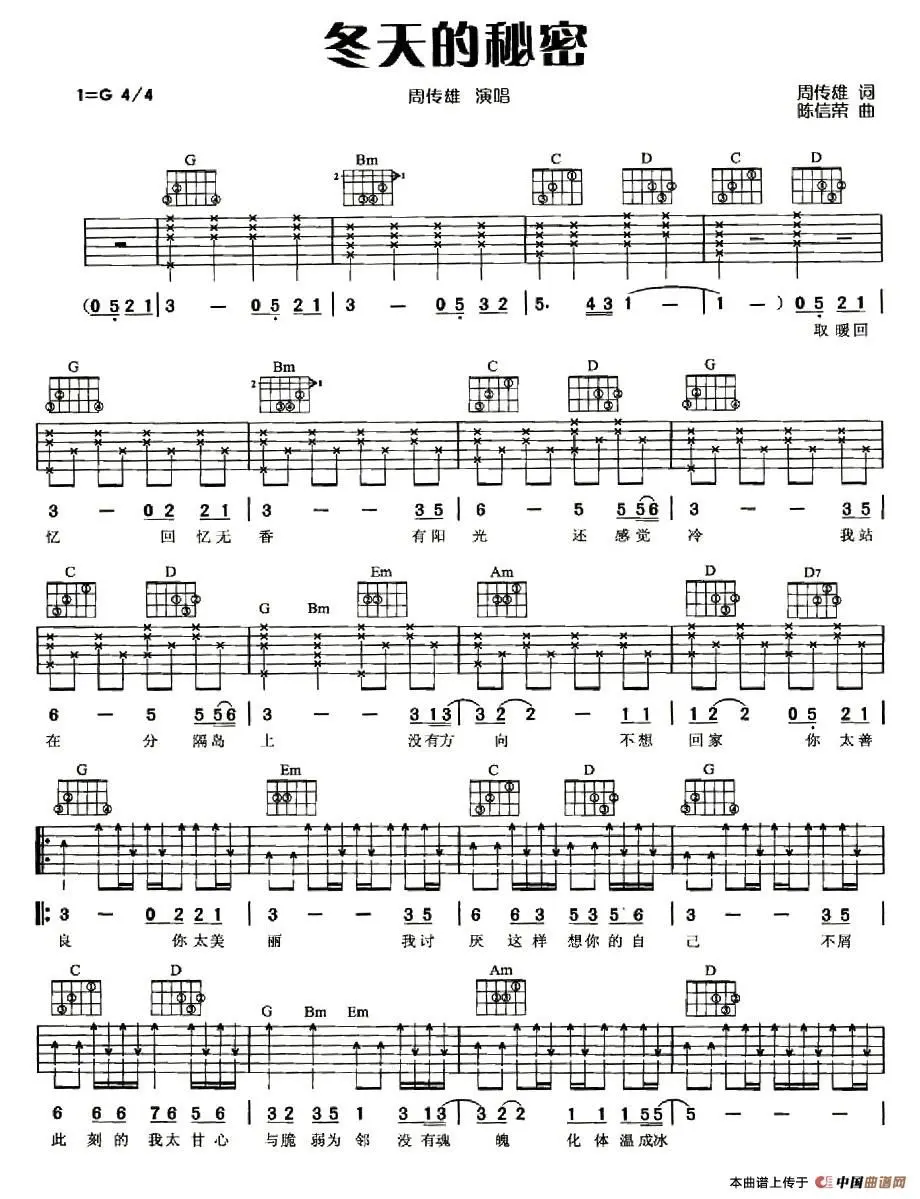 冬天的秘密
1=G 4/4
周传雄 演唱
周传雄 词
陈信荣 曲
G Bm C D C D
2 1
(0 5 2 1 | 3 — 0 5 2 1 | 3 — 0 5 3 2 | 5. 4 3 1 — | 1 — ) 0 5 2 1 |
取暖回
G Bm C D G
2 1
3 — 0 2 2 1 | 3 — — 3 5 | 6 — 5 5 5 6 | 3 — — 3 5 |
忆 回忆无香 有阳光 还感觉冷 我站
C D G Bm Em Am D D7
6 — 5 5 5 6 | 3 — 3 1 3 | 3 2 2 — 1 1 | 1 2 2 0 5 2 1 |
在 分隔岛上 没有方向 不想回家 你太善
G Em C D G
3 — 0 2 2 2 1 | 3 — — 3 5 | 6 6 3 5 3 3 5 6 | 3 — — 3 5 |
良 你太美丽 我讨厌这样想你的自己 不屑
C D G Bm Em Am D
6 6 6 7 6 5 6 | 3 2 3 5 1 3 1 3 | 3 2 2 1 1 1 5 5 | 5 — — |
此刻的我太甘心与脆弱为邻 没有魂魄 化体温成冰
本曲谱上传于 中国曲谱网